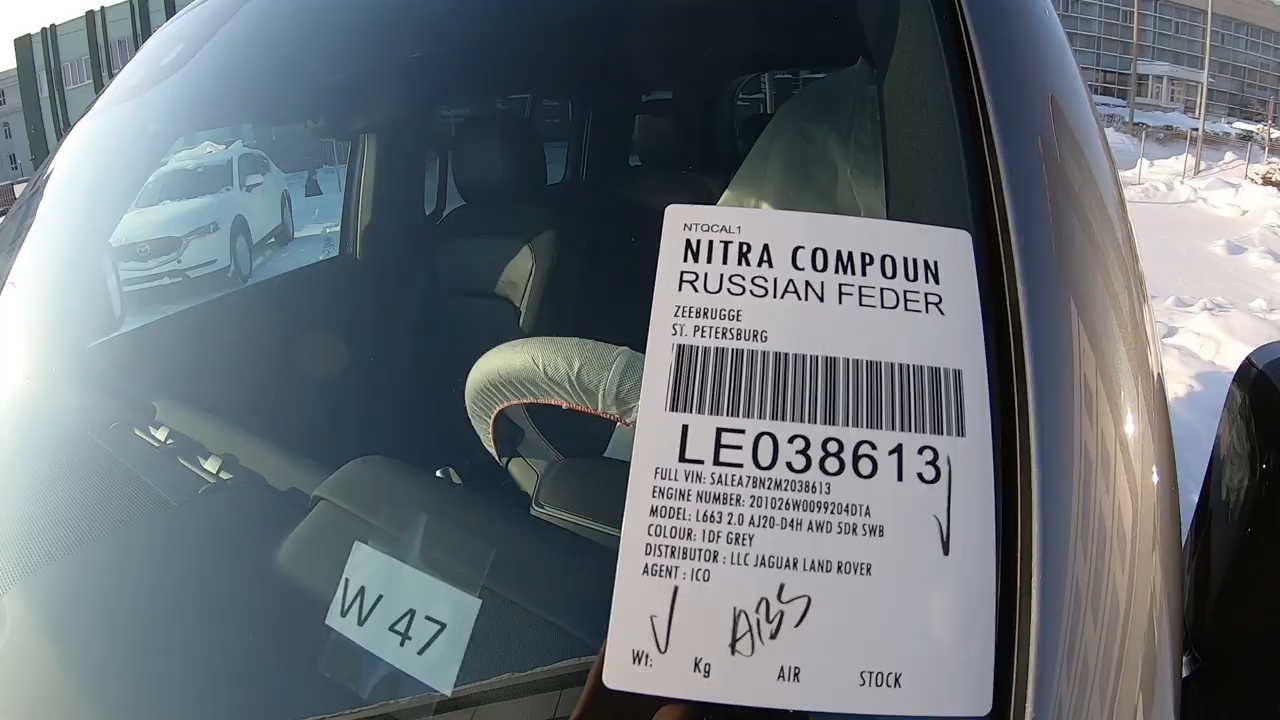 NTQCAL1
NITRA COMPOUN
RUSSIAN FEDER
ZEEBRUGGE
ST. PETERSBURG
LE038613
FULL VIN: SALEA7BN2M2038613
ENGINE NUMBER: 201026W0099204DTA
MODEL: L663 2.0 AJ20-D4H AWD 5DR SWB
COLOUR: 1DF GREY
DISTRIBUTOR : LLC JAGUAR LAND ROVER
AGENT : ICO
Wt: Kg AIR STOCK
W 47